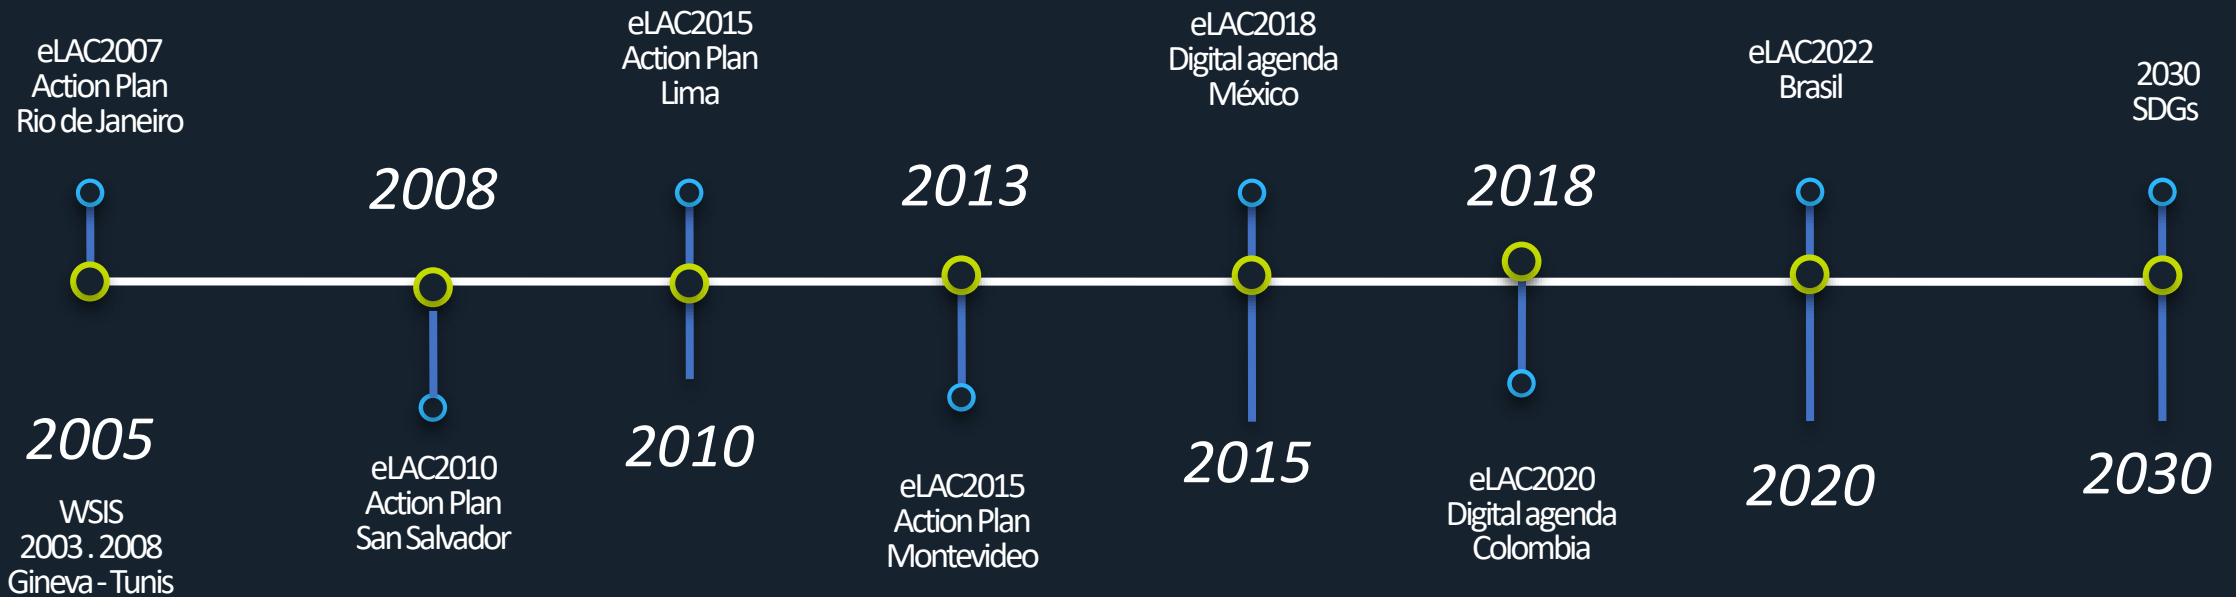 eLAC2007
Action Plan
Rio de Janeiro
2005
WSIS
2003 . 2008
Gineva - Tunis
2008
eLAC2010
Action Plan
San Salvador
eLAC2015
Action Plan
Lima
2010
2013
eLAC2015
Action Plan
Montevideo
eLAC2018
Digital agenda
México
2015
2018
eLAC2020
Digital agenda
Colombia
eLAC2022
Brasil
2020
2030
SDGs
2030